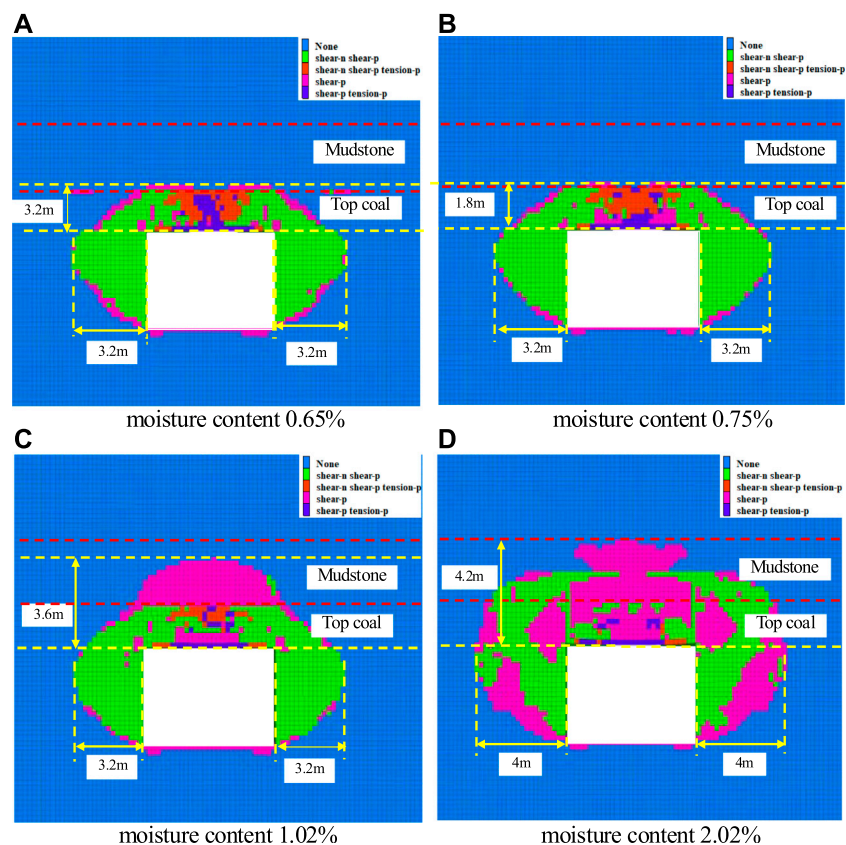 A
None
shear-n shear-p
shear-n shear-p tension-p
shear-p
shear-p tension-p
Mudstone
Top coal
3.2m
3.2m
3.2m
moisture content 0.65%
B
None
shear-n shear-p
shear-n shear-p tension-p
shear-p
shear-p tension-p
Mudstone
Top coal
1.8m
3.2m
3.2m
moisture content 0.75%
C
None
shear-n shear-p
shear-n shear-p tension-p
shear-p
shear-p tension-p
Mudstone
3.6m
Top coal
3.2m
3.2m
moisture content 1.02%
D
None
shear-n shear-p
shear-n shear-p tension-p
shear-p
shear-p tension-p
Mudstone
4.2m
Top coal
4m
4m
moisture content 2.02%